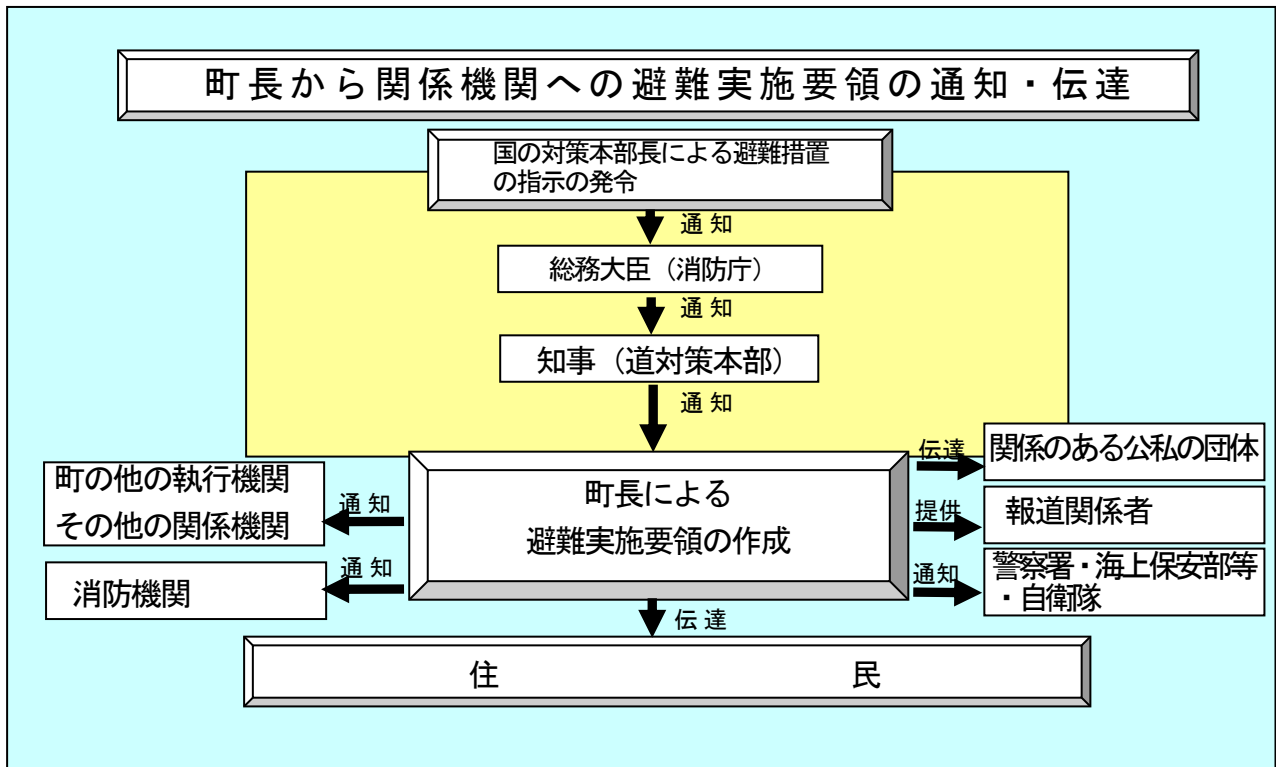 町長から関係機関への避難実施要領の通知・伝達
国の対策本部長による避難措置
の指示の発令
通知
総務大臣（消防庁）
通知
知事（道対策本部）
通知
町の他の執行機関
その他の関係機関
通知
消防機関
通知
町長による
避難実施要領の作成
伝達
関係のある公私の団体
提供
報道関係者
通知
警察署・海上保安部等
・自衛隊
伝達
住民